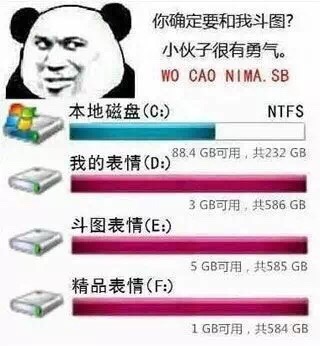 你确定要和我斗图?
小伙子很有勇气。
WO CAO NIMA.SB
本地磁盘(C:) NTFS
88.4 GB可用，共232 GB
我的表情(D:)
3 GB可用，共586 GB
斗图表情(E:)
5 GB可用，共585 GB
精品表情(F:)
1 GB可用，共584 GB